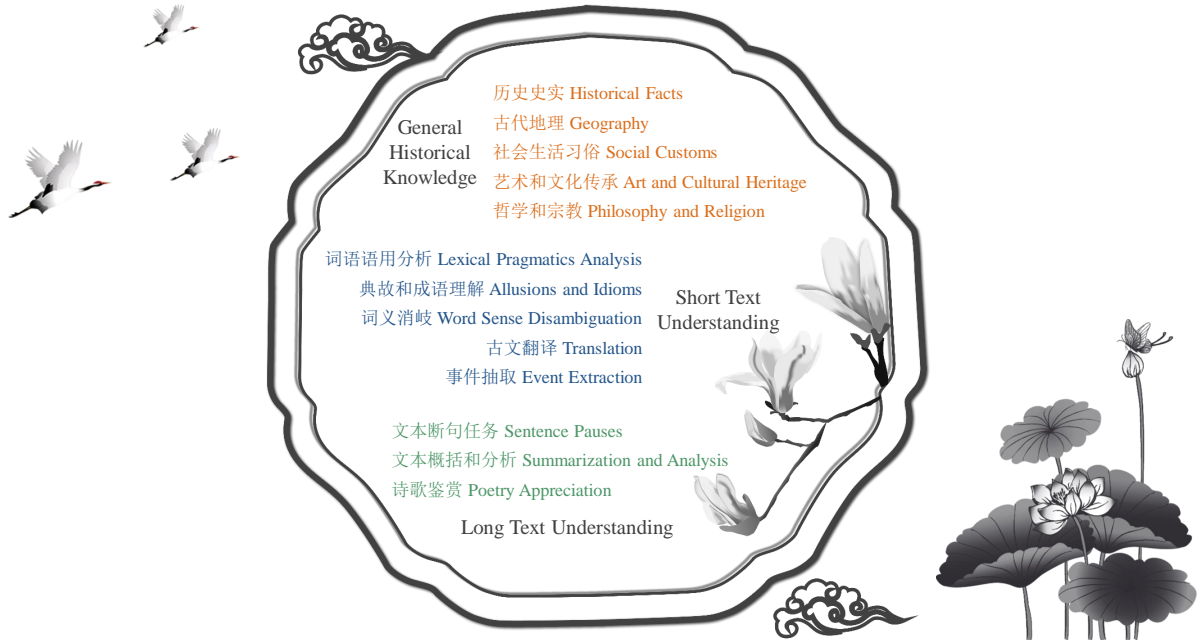 General
Historical
Knowledge
历史史实 Historical Facts
古代地理 Geography
社会生活习俗 Social Customs
艺术和文化传承 Art and Cultural Heritage
哲学和宗教 Philosophy and Religion
词语语用分析 Lexical Pragmatics Analysis
典故和成语理解 Allusions and Idioms
词义消岐 Word Sense Disambiguation
古文翻译 Translation
事件抽取 Event Extraction
Short Text
Understanding
文本断句任务 Sentence Pauses
文本概括和分析 Summarization and Analysis
诗歌鉴赏 Poetry Appreciation
Long Text Understanding